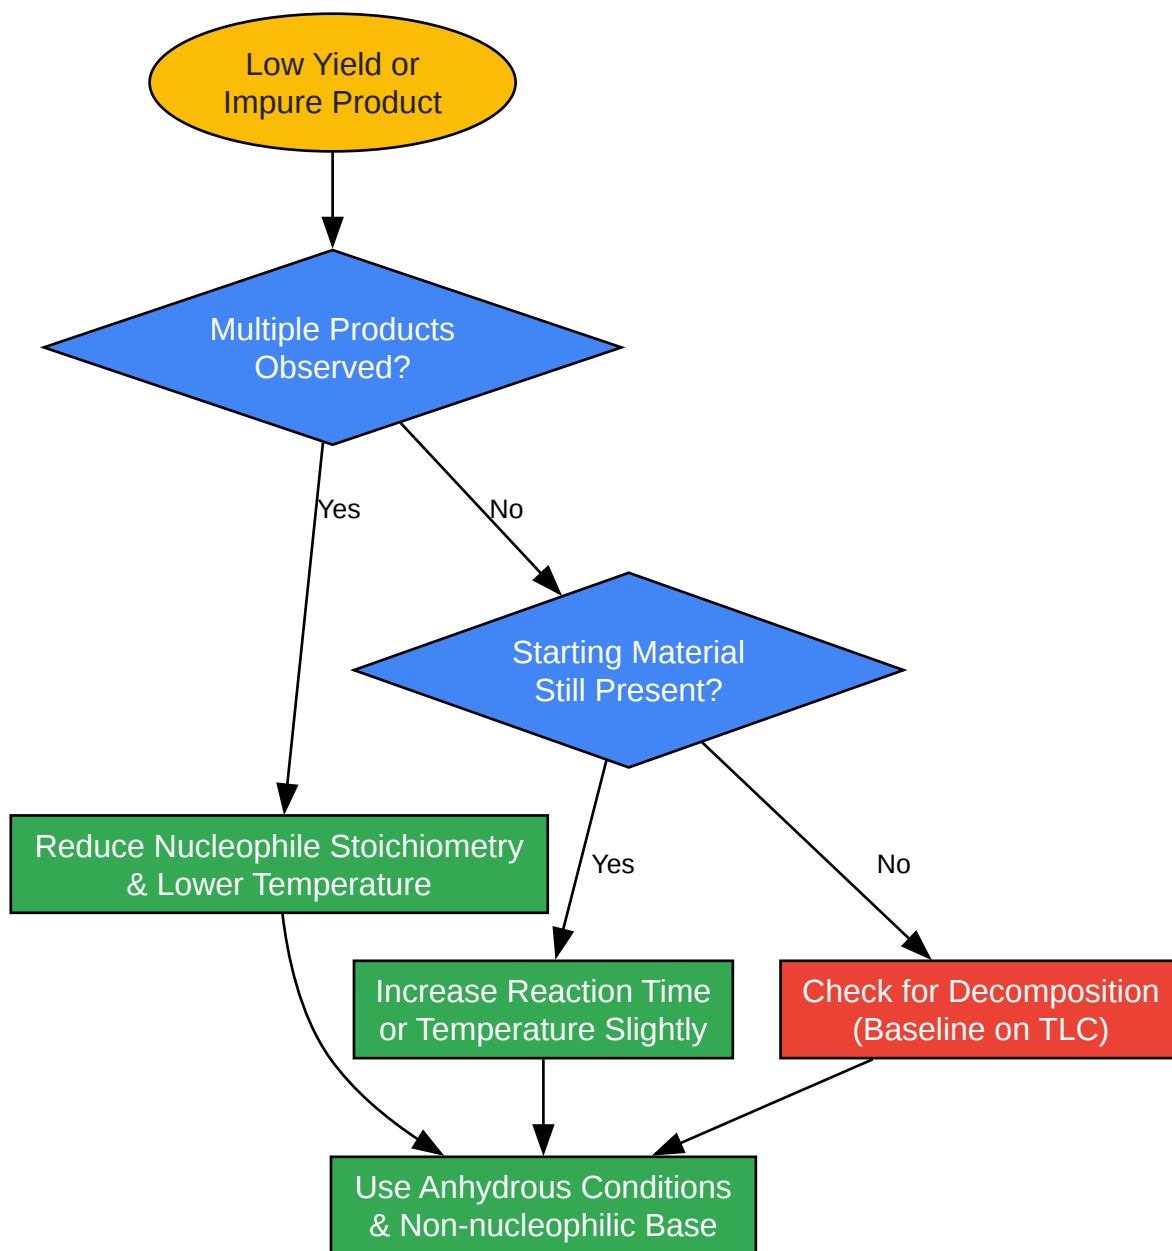 Low Yield or
Impure Product
Multiple Products
Observed?
Yes
No
Starting Material
Still Present?
Reduce Nucleophile Stoichiometry
& Lower Temperature
Yes
No
Increase Reaction Time
or Temperature Slightly
Check for Decomposition
(Baseline on TLC)
Use Anhydrous Conditions
& Non-nucleophilic Base